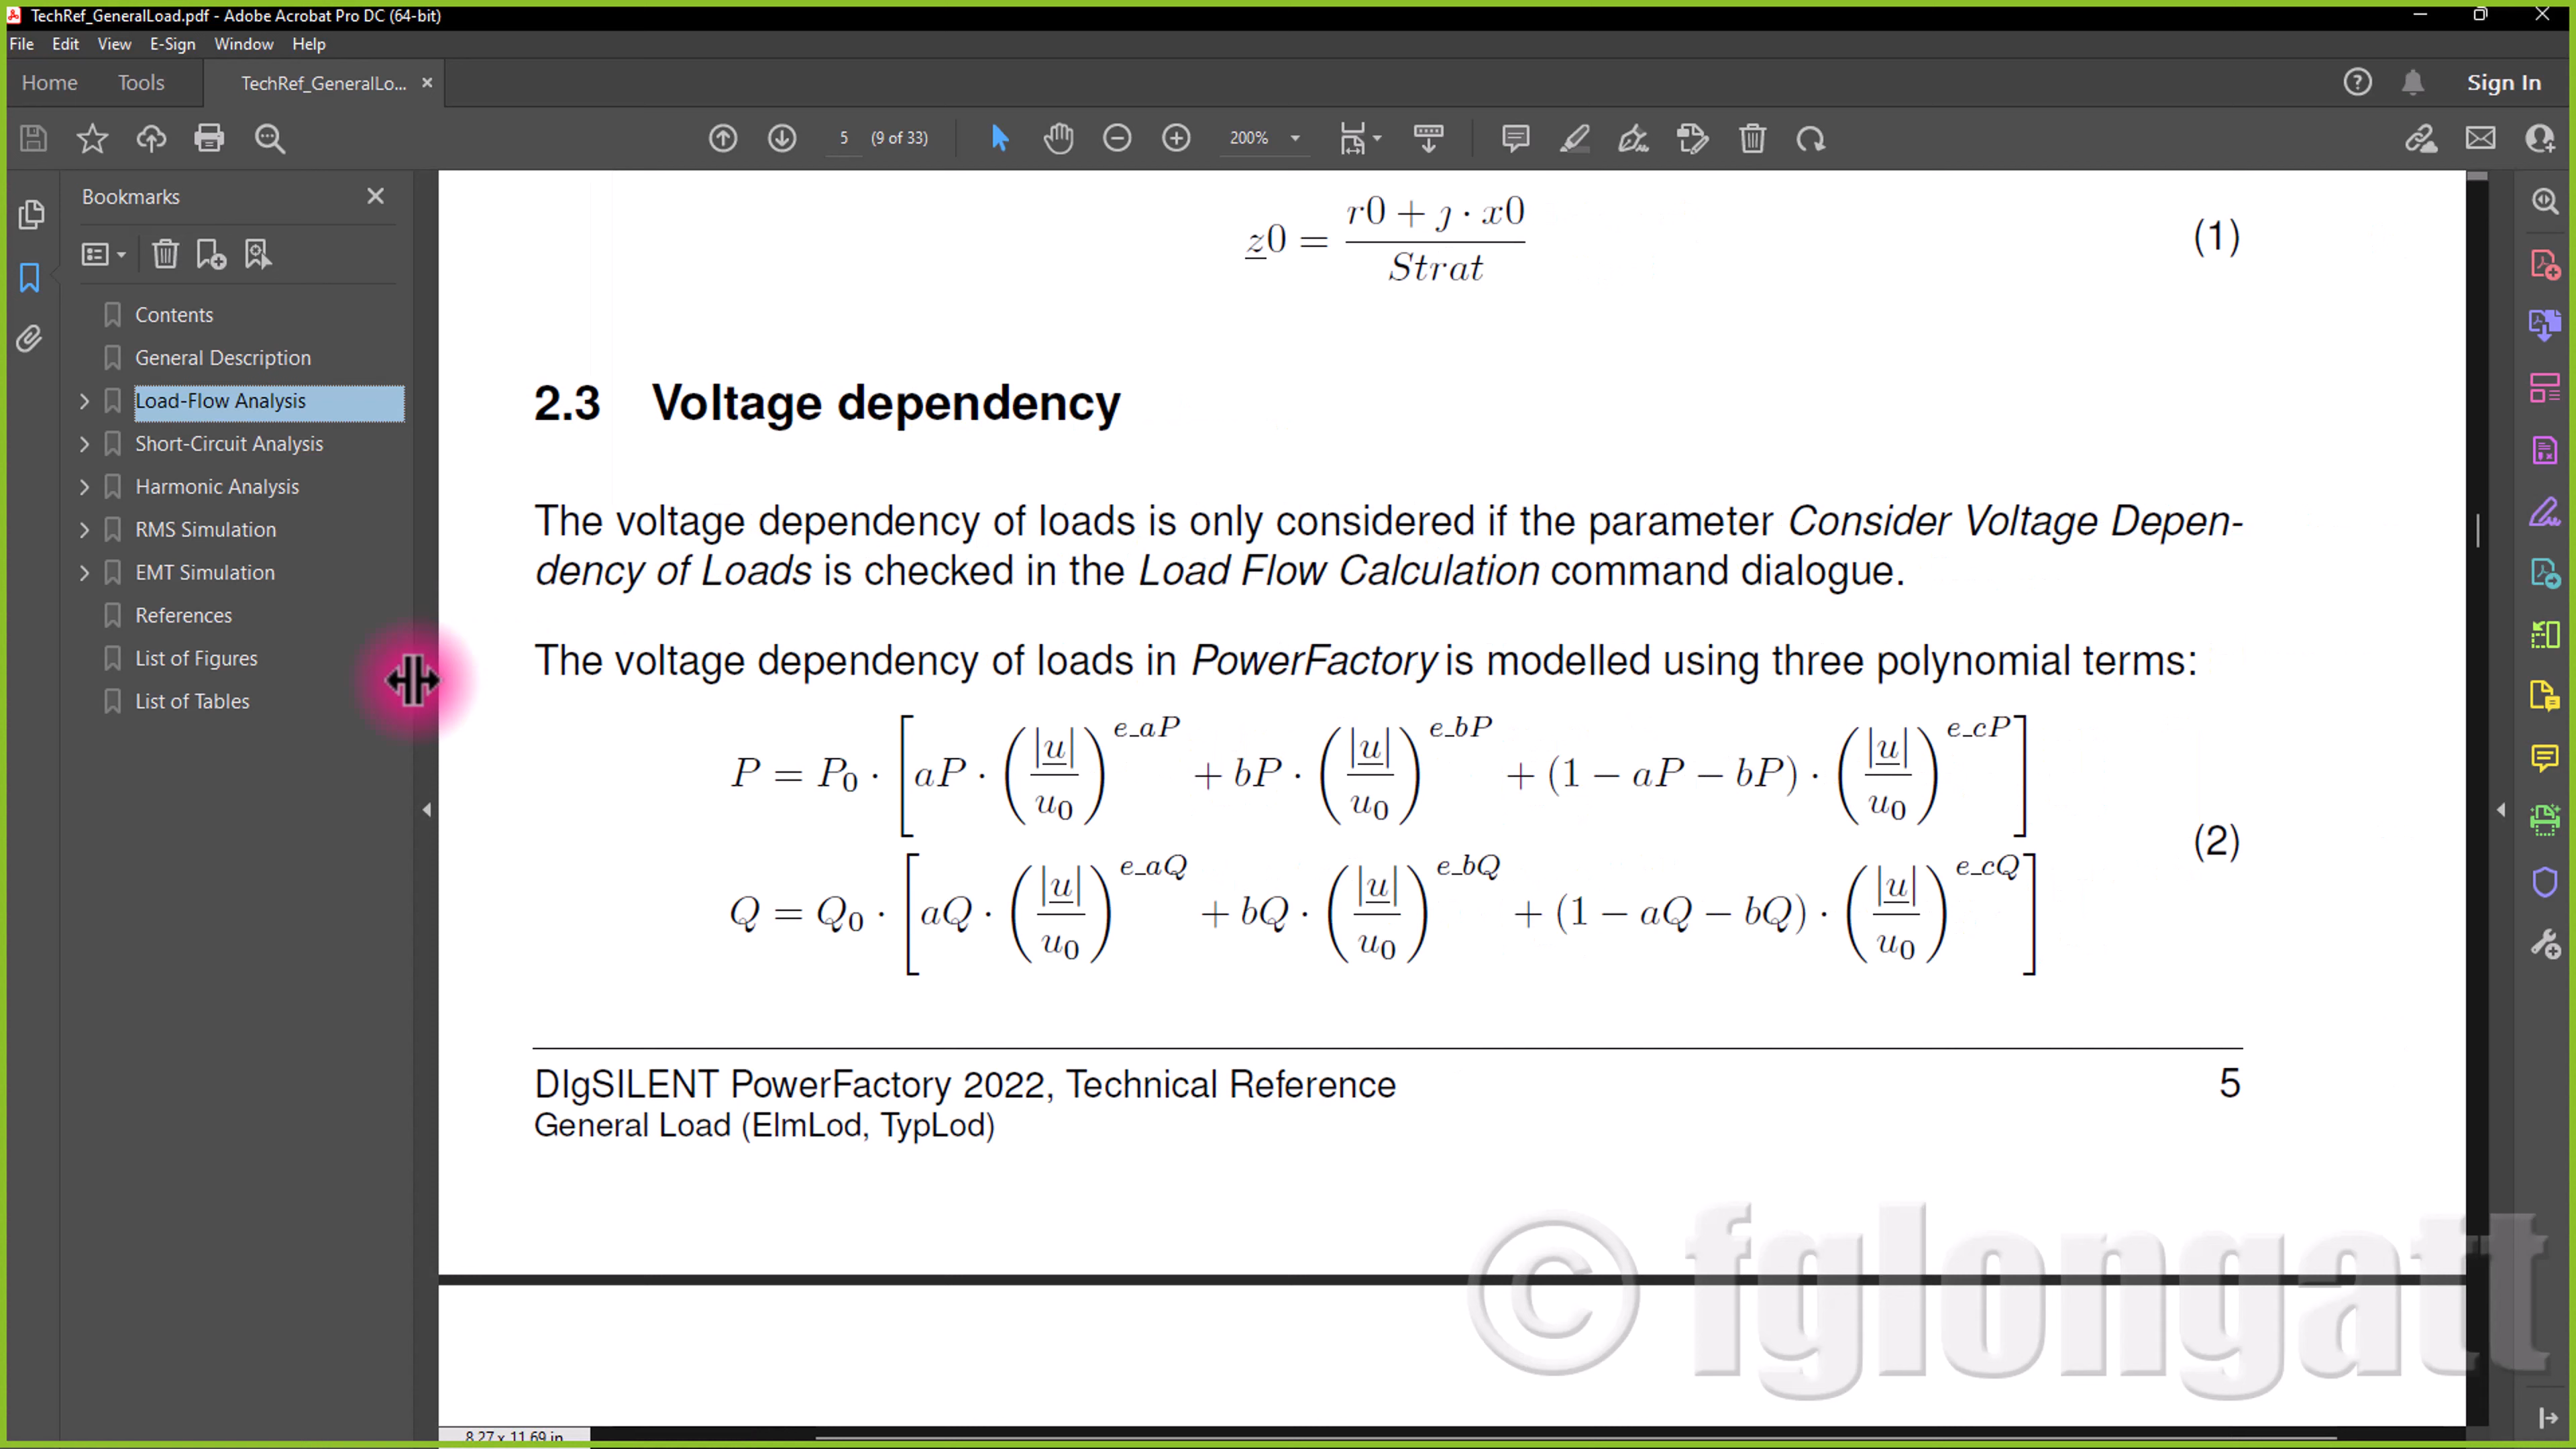 TechRef_GeneralLoad.pdf - Adobe Acrobat Pro DC (64-bit)
File Edit View E-Sign Window Help
Home Tools TechRef_GeneralLo... × Sign In
5 (9 of 33) 200%
Bookmarks
Contents
General Description
Load-Flow Analysis
Short-Circuit Analysis
Harmonic Analysis
RMS Simulation
EMT Simulation
References
List of Figures
List of Tables
z0 = (r0 + ȷ · x0) / Strat (1)
2.3 Voltage dependency
The voltage dependency of loads is only considered if the parameter Consider Voltage Depen-
dency of Loads is checked in the Load Flow Calculation command dialogue.
The voltage dependency of loads in PowerFactory is modelled using three polynomial terms:
P = P₀ · [aP · (|u|/u₀)^e_aP + bP · (|u|/u₀)^e_bP + (1 − aP − bP) · (|u|/u₀)^e_cP]
(2)
Q = Q₀ · [aQ · (|u|/u₀)^e_aQ + bQ · (|u|/u₀)^e_bQ + (1 − aQ − bQ) · (|u|/u₀)^e_cQ]
DIgSILENT PowerFactory 2022, Technical Reference 5
General Load (ElmLod, TypLod)
© fglongatt
8.27 x 11.69 in